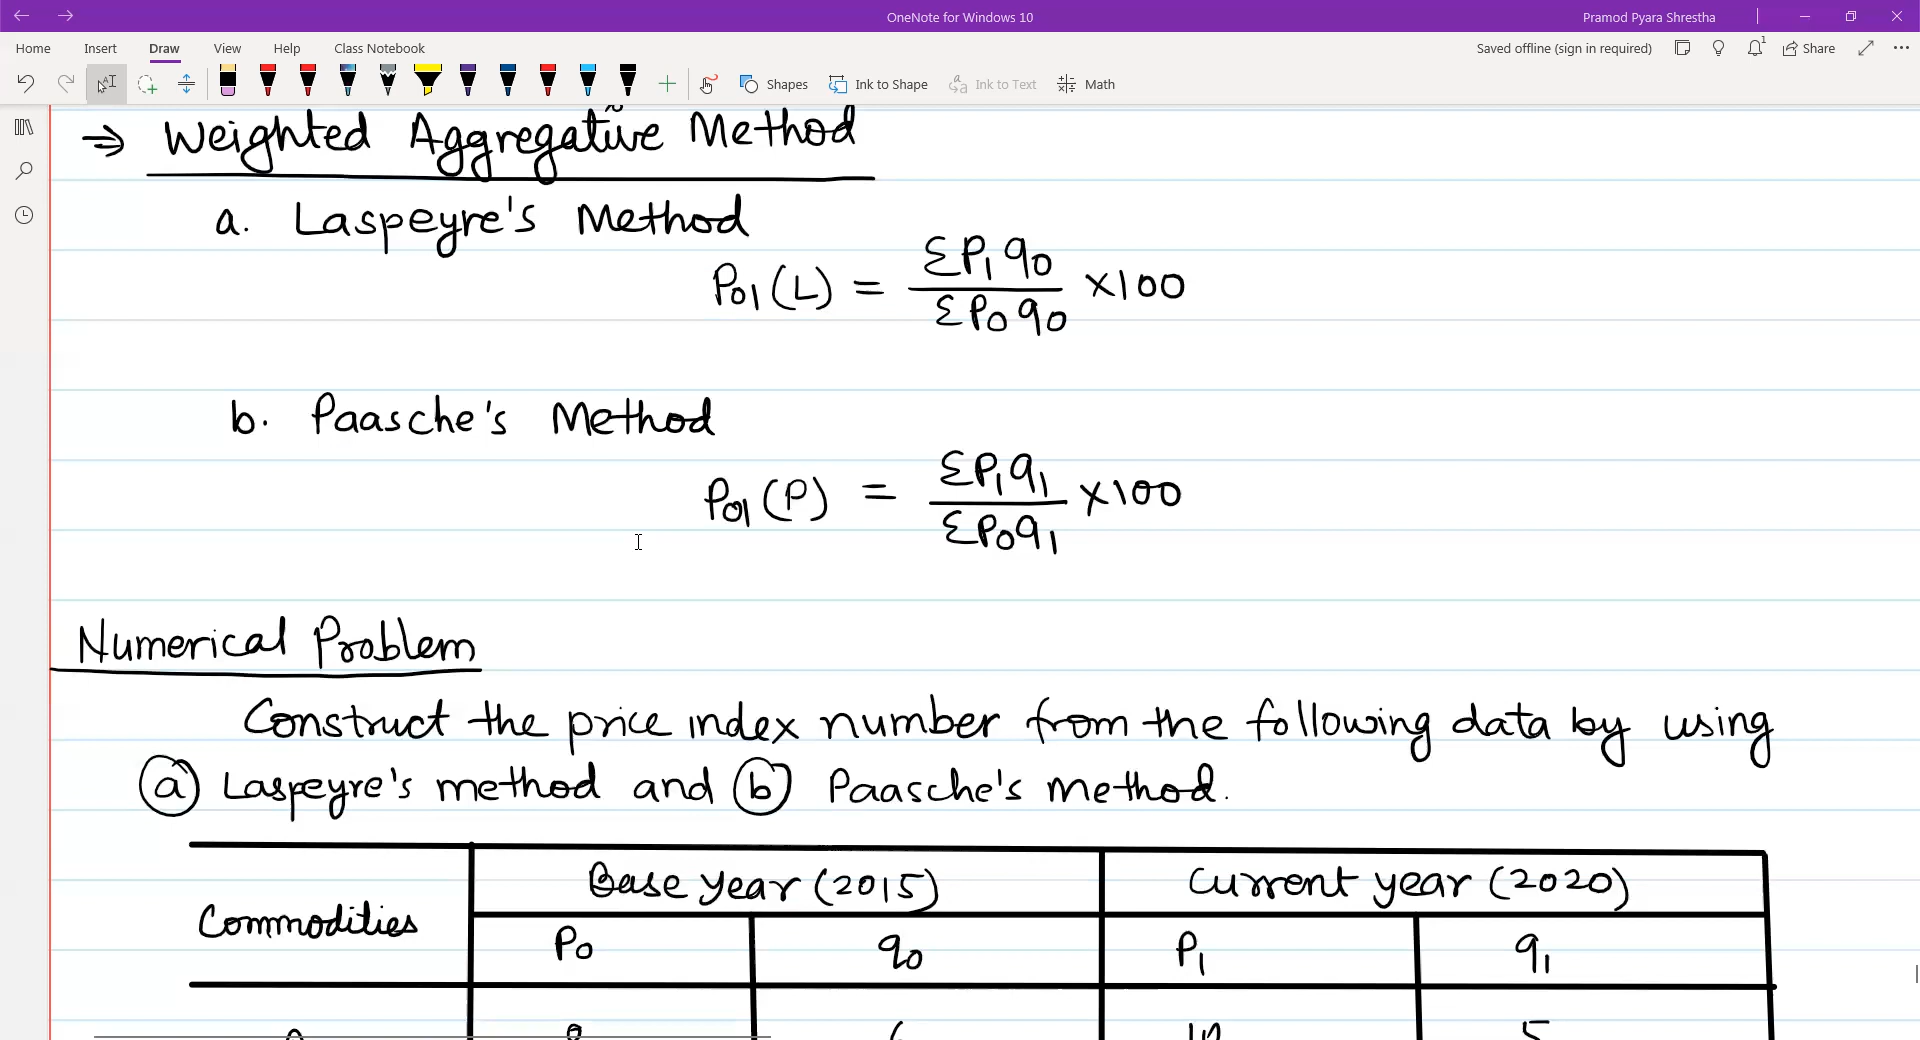 OneNote for Windows 10
Pramod Pyara Shrestha
Home Insert Draw View Help Class Notebook
Saved offline (sign in required) 1 Share
Shapes Ink to Shape Ink to Text Math
⇒ Weighted Aggregative Method
a. Laspeyre's Method
P01(L) = ΣP1q0 / ΣP0q0 ×100
b. Paasche's Method
P01(P) = ΣP1q1 / ΣP0q1 ×100
Numerical Problem
Construct the price index number from the following data by using
(a) Laspeyre's method and (b) Paasche's Method.
Base year (2015) Current year (2020)
Commodities
P0 q0 P1 q1